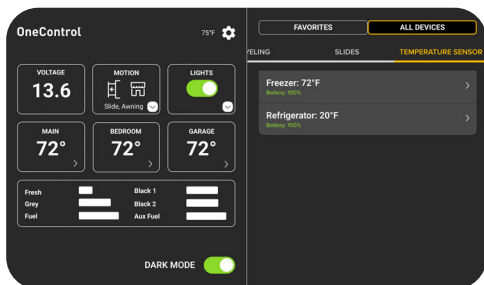 OneControl
75°F
FAVORITES
ALL DEVICES
ELING
SLIDES
TEMPERATURE SENSOR
VOLTAGE
13.6
MOTION
Slide, Awning
LIGHTS
Freezer: 72°F
Battery: 100%
Refrigerator: 20°F
Battery: 100%
MAIN
72°
BEDROOM
72°
GARAGE
72°
Fresh
Black 1
Grey
Black 2
Fuel
Aux Fuel
DARK MODE